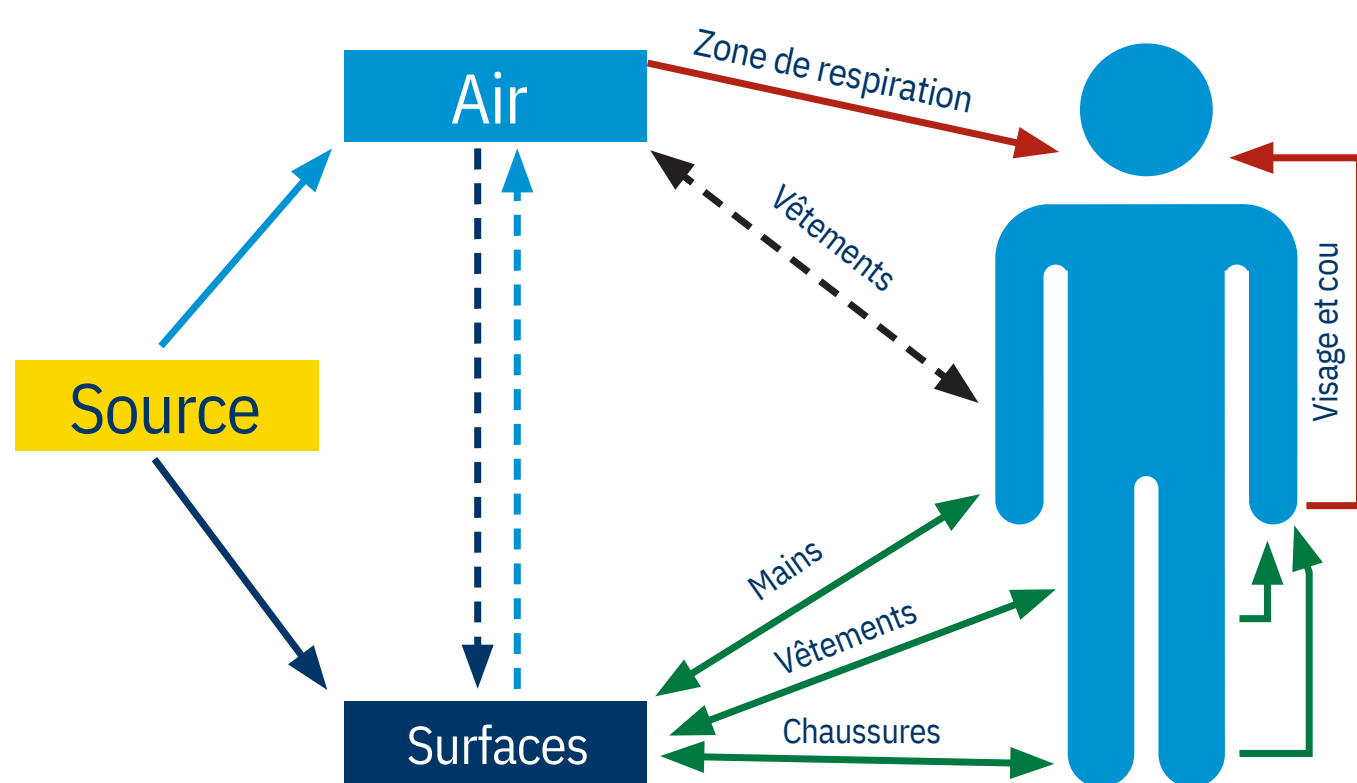 Air
Zone de respiration
Vêtements
Visage et cou
Source
Mains
Vêtements
Chaussures
Surfaces